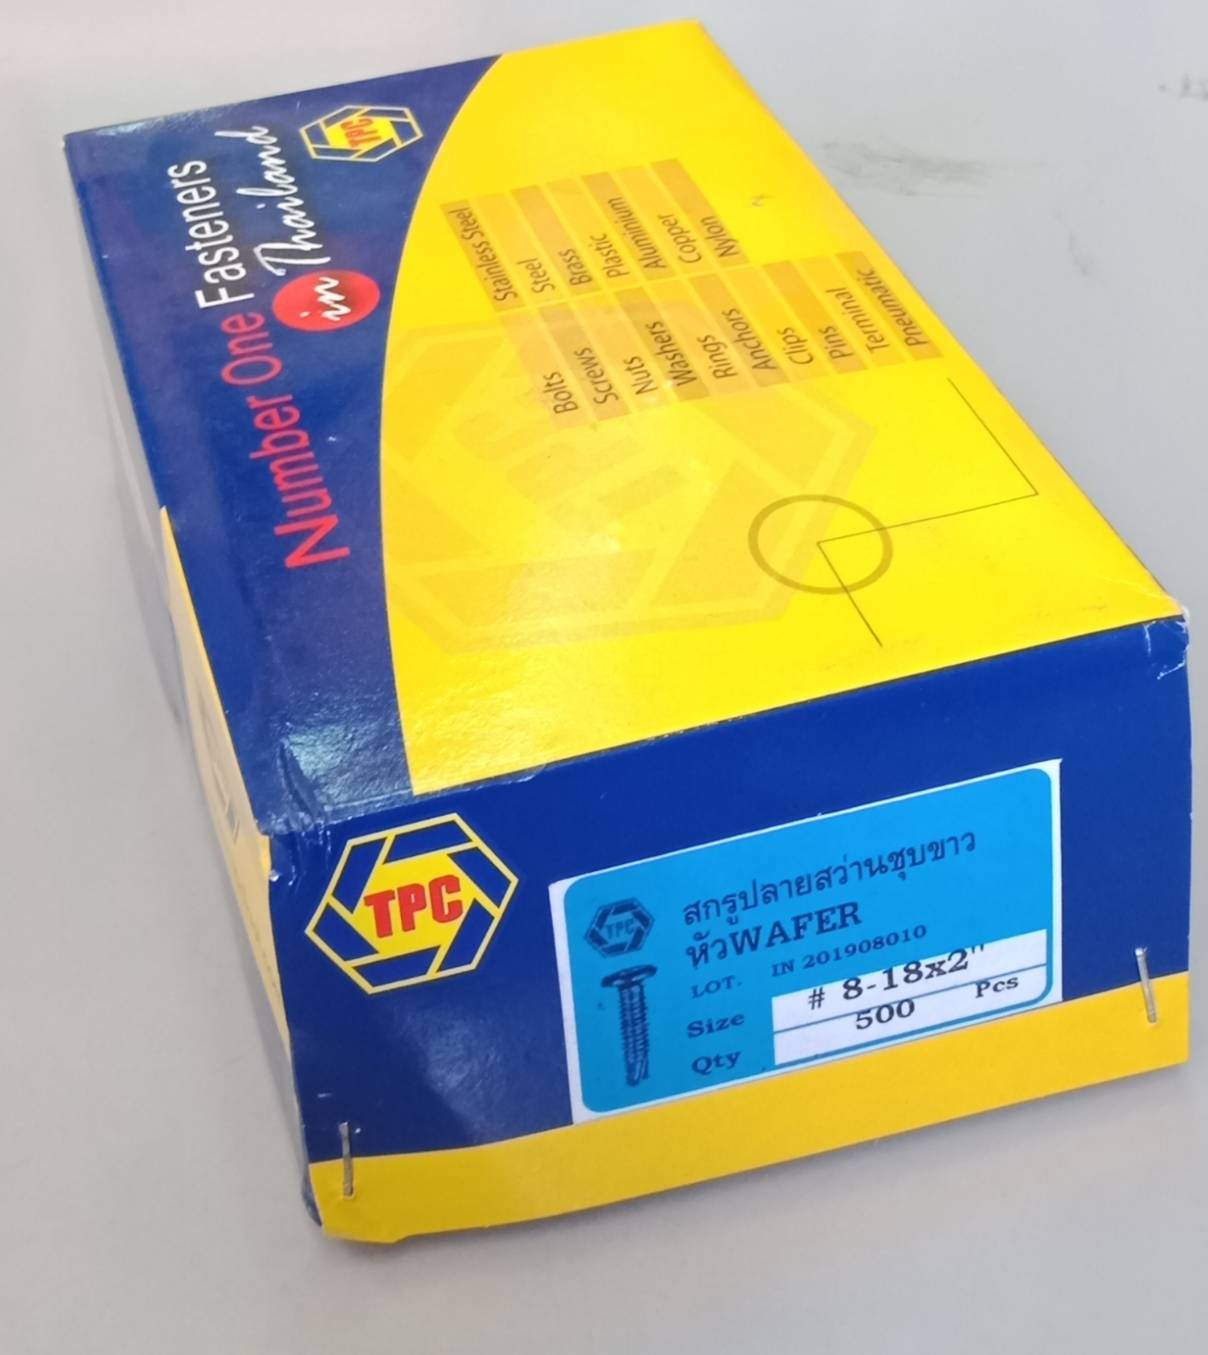 Number One Fasteners
in Thailand
TPC
Stainless Steel
Steel
Brass
Plastic
Aluminium
Copper
Nylon
Bolts
Screws
Nuts
Washers
Rings
Anchors
Clips
Pins
Terminal
Pneumatic
TPC
TPC
สกรูปลายสว่านชุบขาว
หัวWAFER
LOT. IN 201908010
Size # 8-18x2"
Qty 500 Pcs